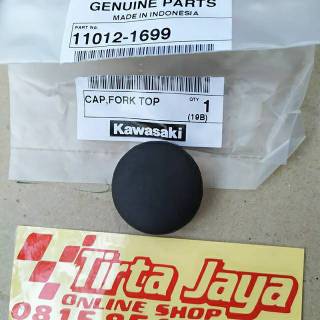 GENUINE PARTS
MADE IN INDONESIA
PART No.
11012-1699
CAP,FORK TOP
QTY
1
(19B)
Kawasaki
Tirta Jaya
ONLINE SHOP